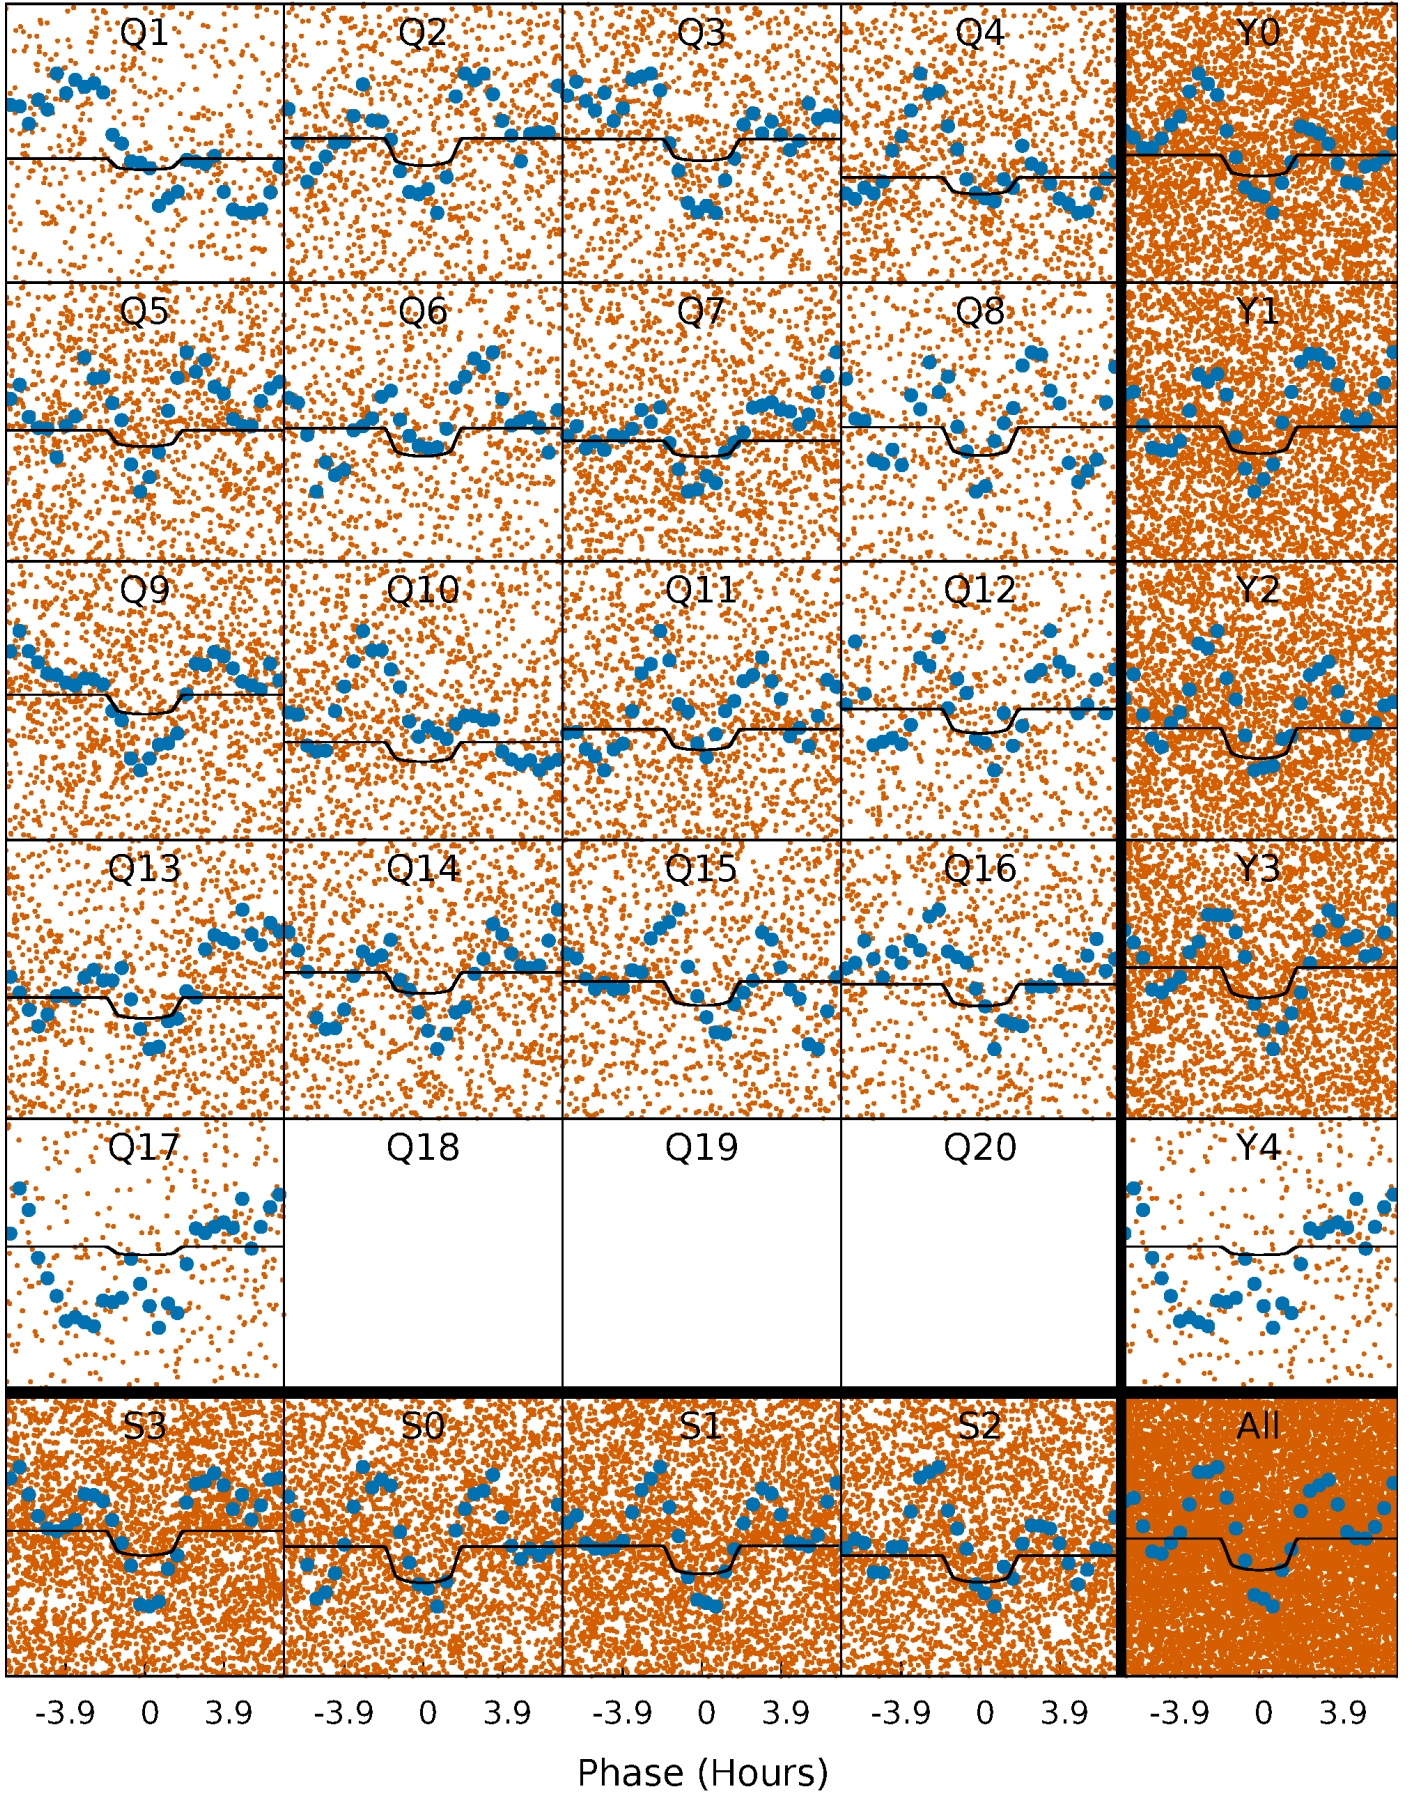 Q1 Q2 Q3 Q4 Y0
Q5 Q6 Q7 Q8 Y1
Q9 Q10 Q11 Q12 Y2
Q13 Q14 Q15 Q16 Y3
Q17 Q18 Q19 Q20 Y4
S3 S0 S1 S2 All
-3.9 0 3.9 -3.9 0 3.9 -3.9 0 3.9 -3.9 0 3.9 -3.9 0 3.9
Phase (Hours)